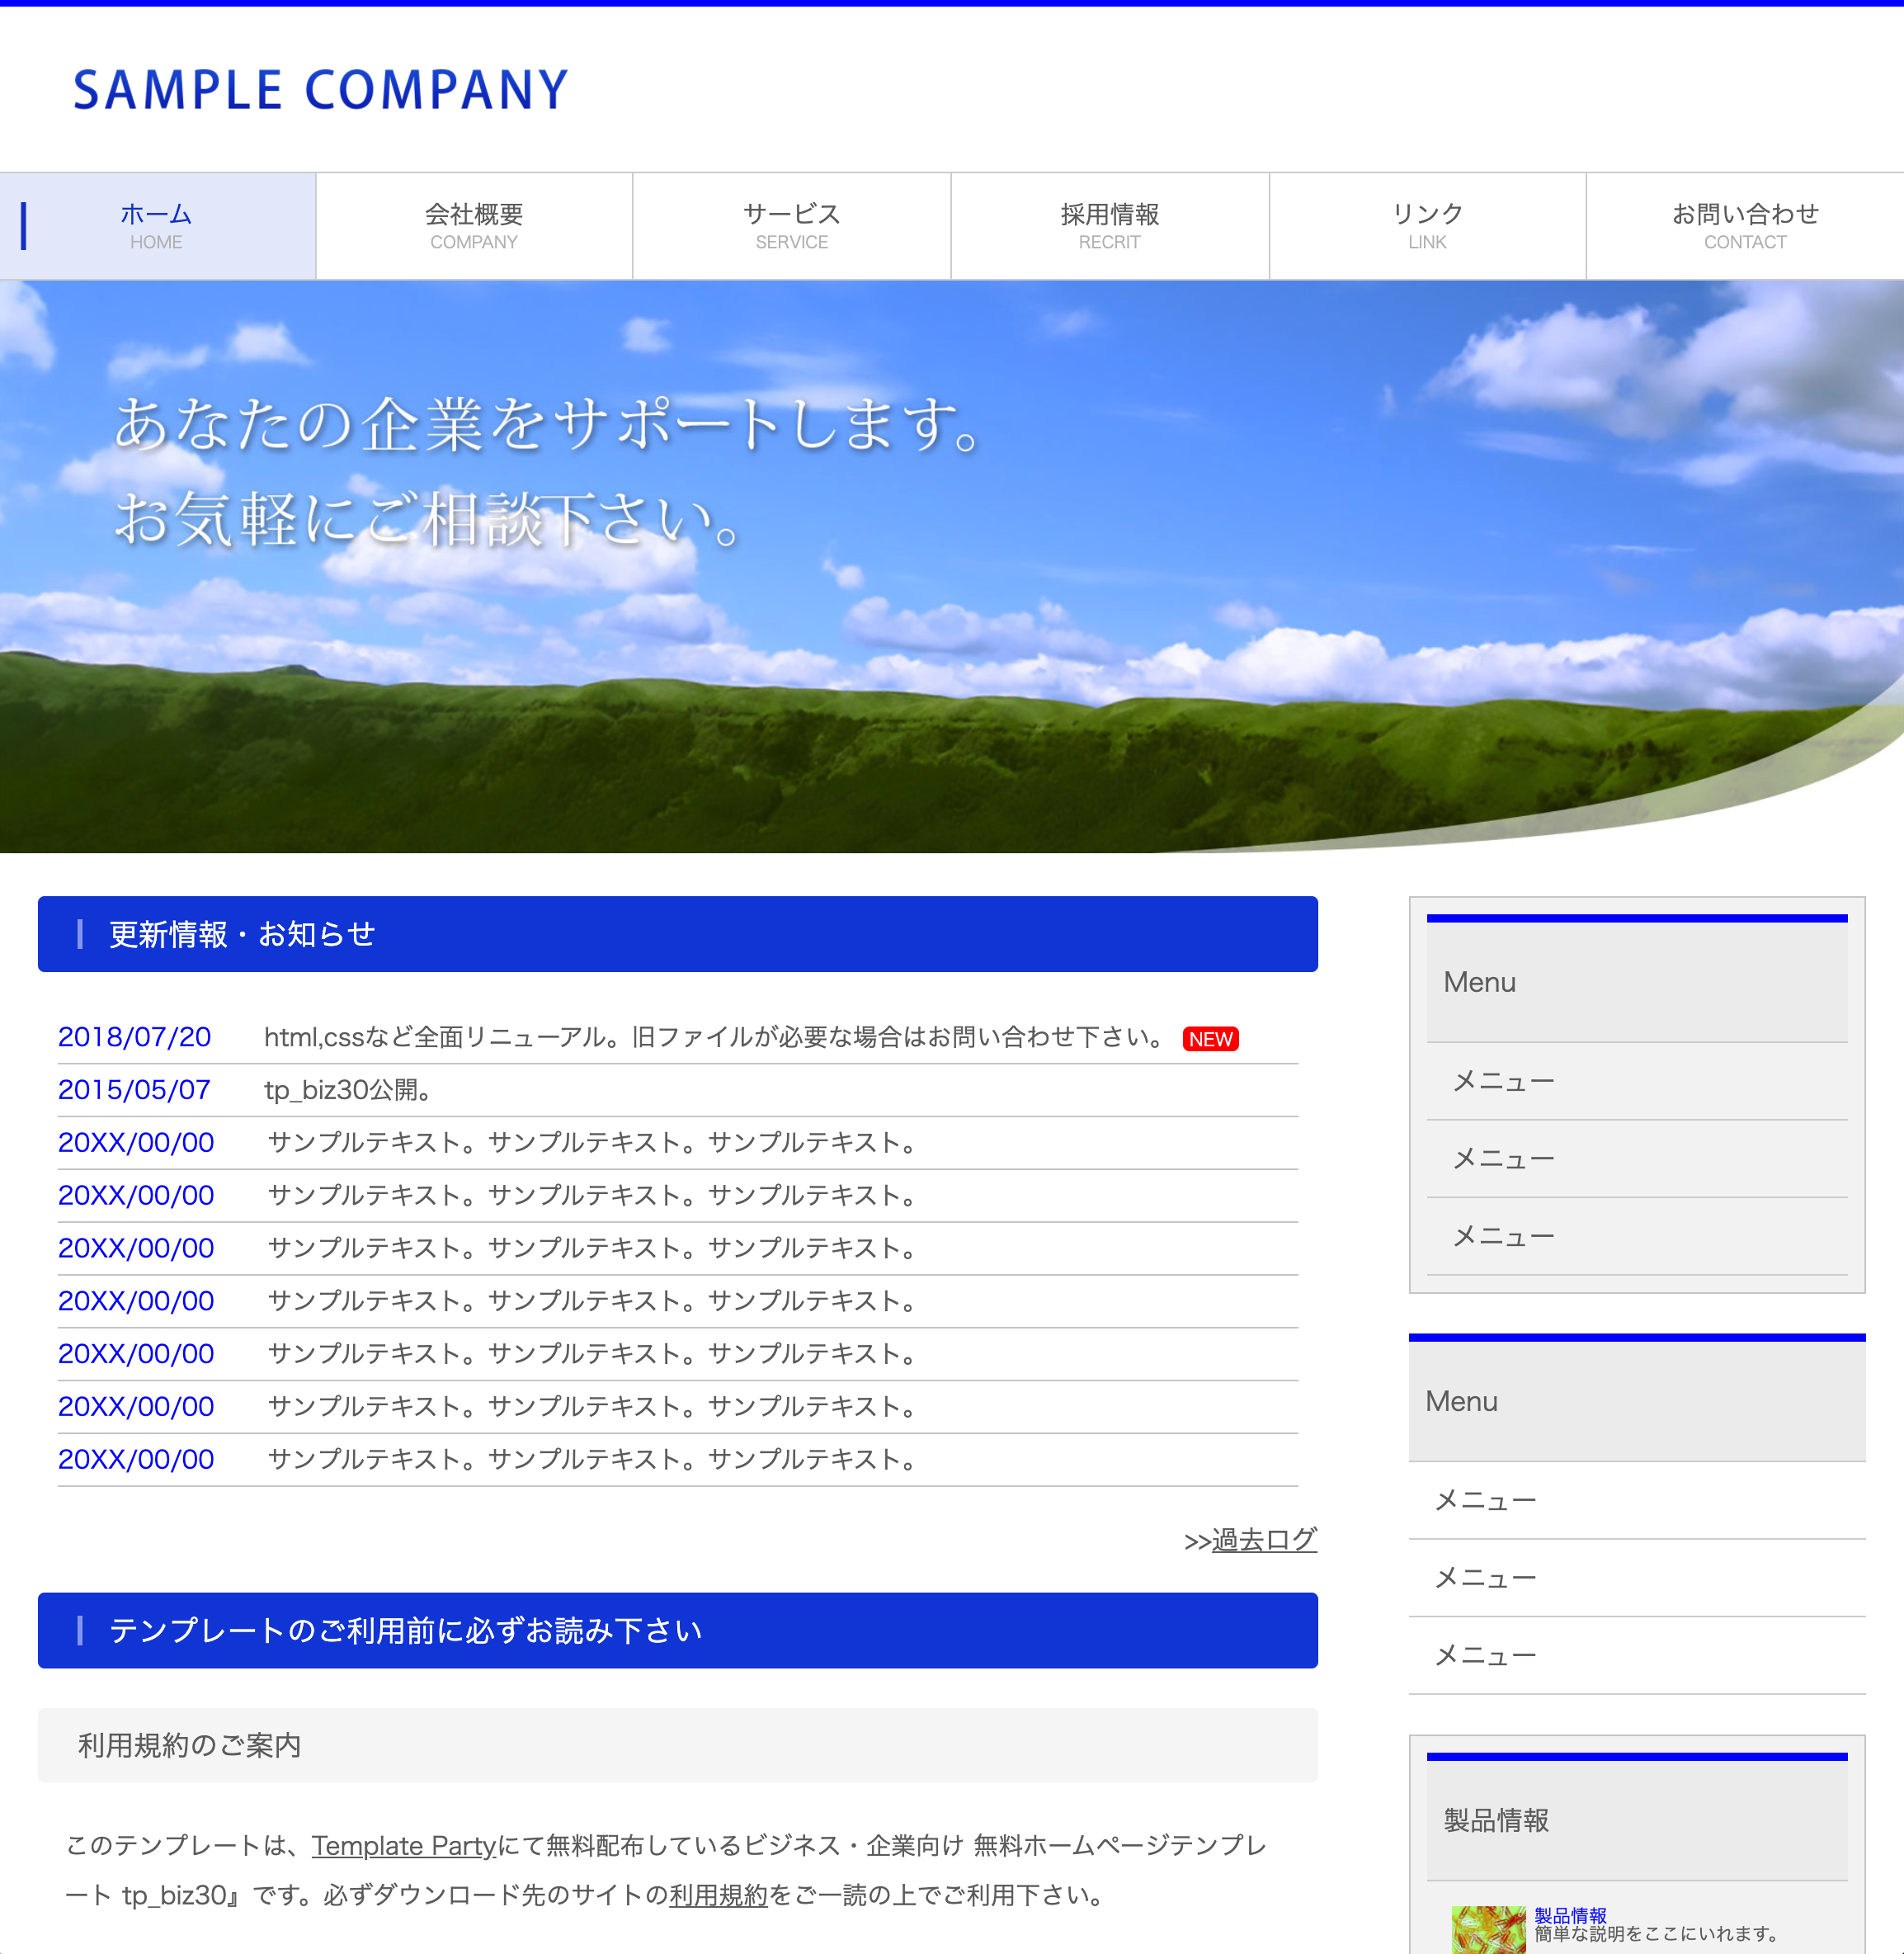 SAMPLE COMPANY
ホーム
HOME
会社概要
COMPANY
サービス
SERVICE
採用情報
RECRIT
リンク
LINK
お問い合わせ
CONTACT
あなたの企業をサポートします。
お気軽にご相談下さい。
更新情報・お知らせ
2018/07/20 html,cssなど全面リニューアル。旧ファイルが必要な場合はお問い合わせ下さい。 NEW
2015/05/07 tp_biz30公開。
20XX/00/00 サンプルテキスト。サンプルテキスト。サンプルテキスト。
20XX/00/00 サンプルテキスト。サンプルテキスト。サンプルテキスト。
20XX/00/00 サンプルテキスト。サンプルテキスト。サンプルテキスト。
20XX/00/00 サンプルテキスト。サンプルテキスト。サンプルテキスト。
20XX/00/00 サンプルテキスト。サンプルテキスト。サンプルテキスト。
20XX/00/00 サンプルテキスト。サンプルテキスト。サンプルテキスト。
20XX/00/00 サンプルテキスト。サンプルテキスト。サンプルテキスト。
>>過去ログ
テンプレートのご利用前に必ずお読み下さい
利用規約のご案内
このテンプレートは、Template Partyにて無料配布しているビジネス・企業向け 無料ホームページテンプレ
ート tp_biz30』です。必ずダウンロード先のサイトの利用規約をご一読の上でご利用下さい。
Menu
メニュー
メニュー
メニュー
Menu
メニュー
メニュー
メニュー
製品情報
製品情報
簡単な説明をここにいれます。